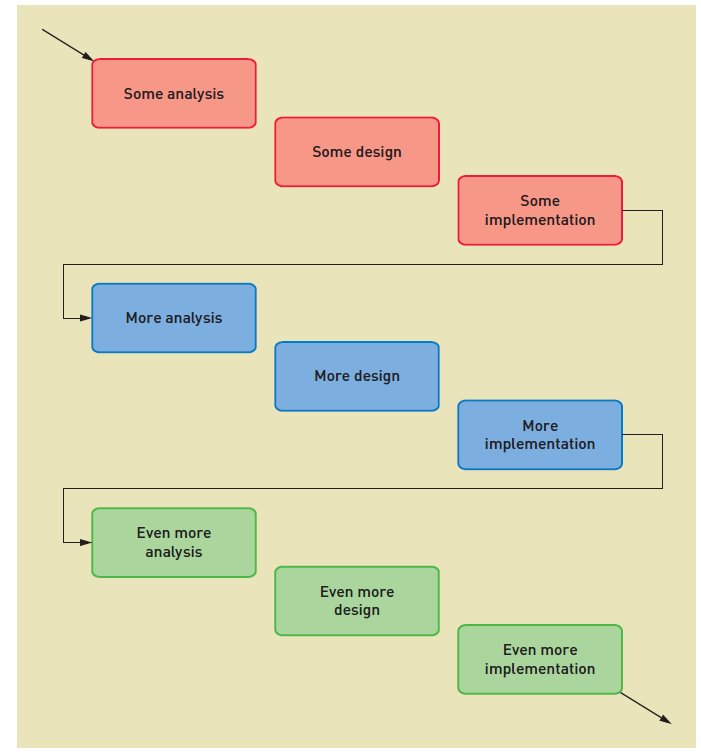 Some analysis
Some design
Some
implementation
More analysis
More design
More
implementation
Even more
analysis
Even more
design
Even more
implementation